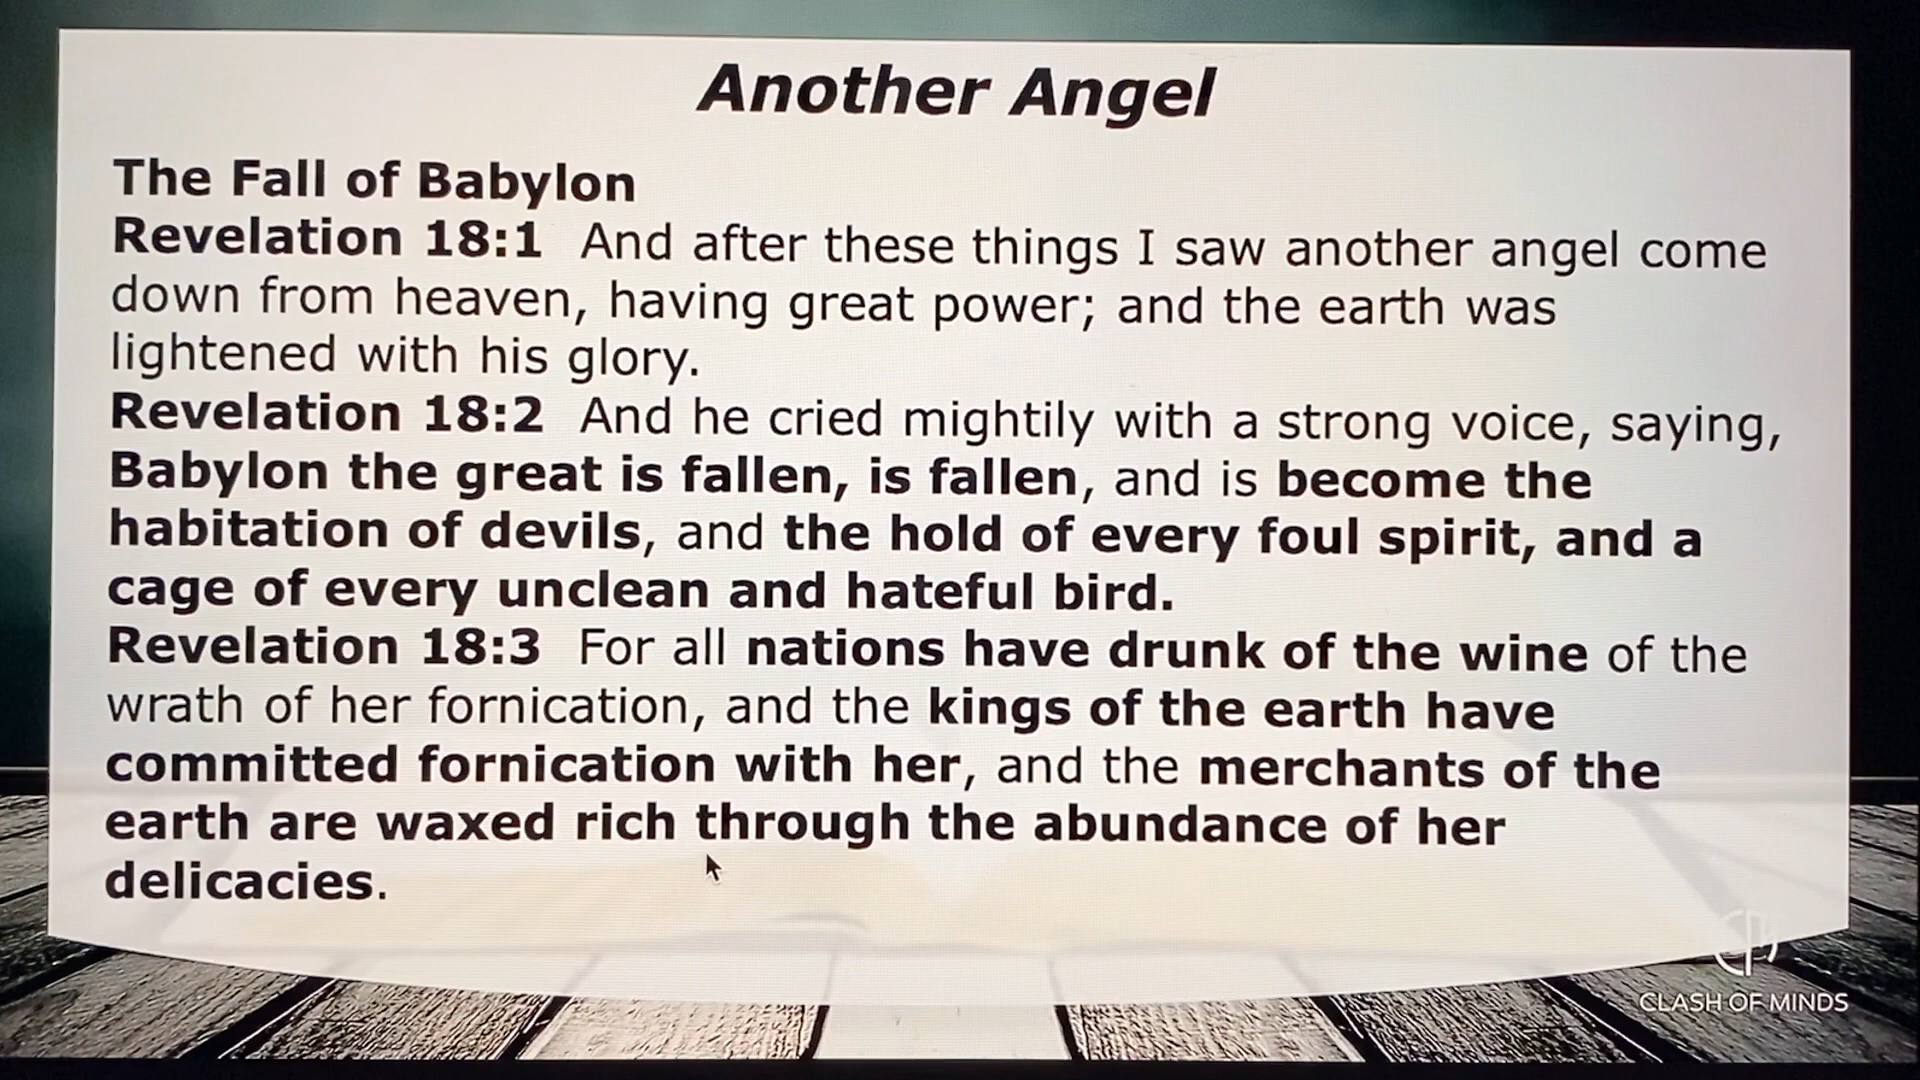 Another Angel
The Fall of Babylon
Revelation 18:1 And after these things I saw another angel come
down from heaven, having great power; and the earth was
lightened with his glory.
Revelation 18:2 And he cried mightily with a strong voice, saying,
Babylon the great is fallen, is fallen, and is become the
habitation of devils, and the hold of every foul spirit, and a
cage of every unclean and hateful bird.
Revelation 18:3 For all nations have drunk of the wine of the
wrath of her fornication, and the kings of the earth have
committed fornication with her, and the merchants of the
earth are waxed rich through the abundance of her
delicacies.
CLASH OF MINDS